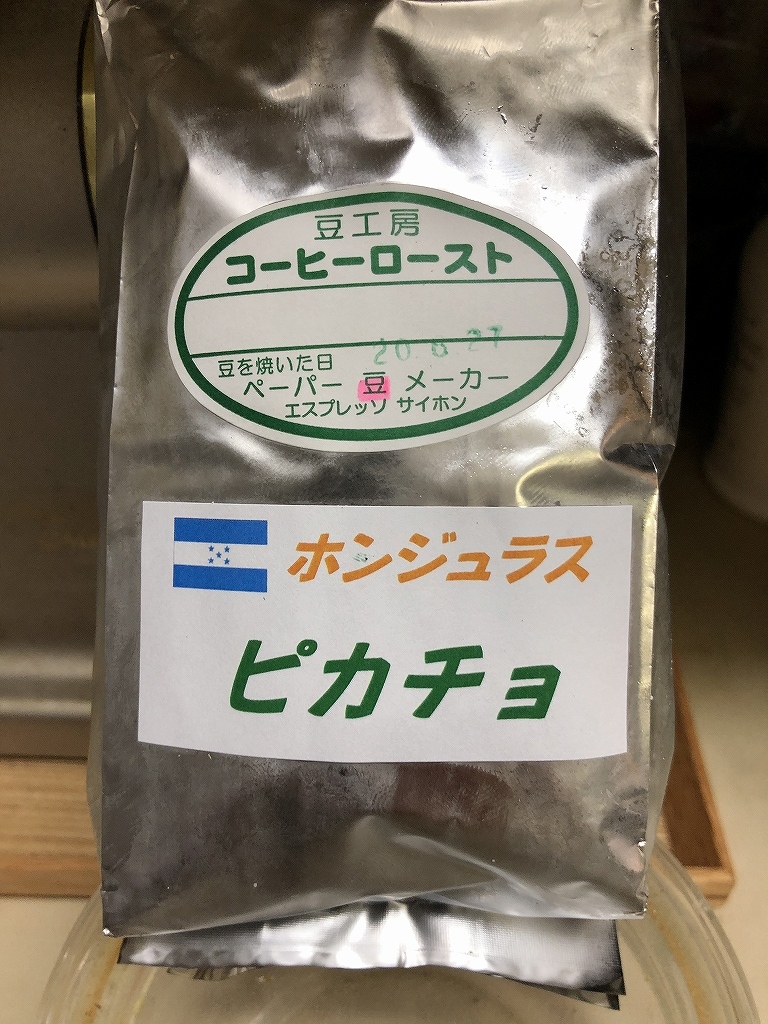 豆工房
コーヒーロースト
豆を焼いた日 20.6.27
ペーパー 豆 メーカー
エスプレッソ サイホン
ホンジュラス
ピカチョ